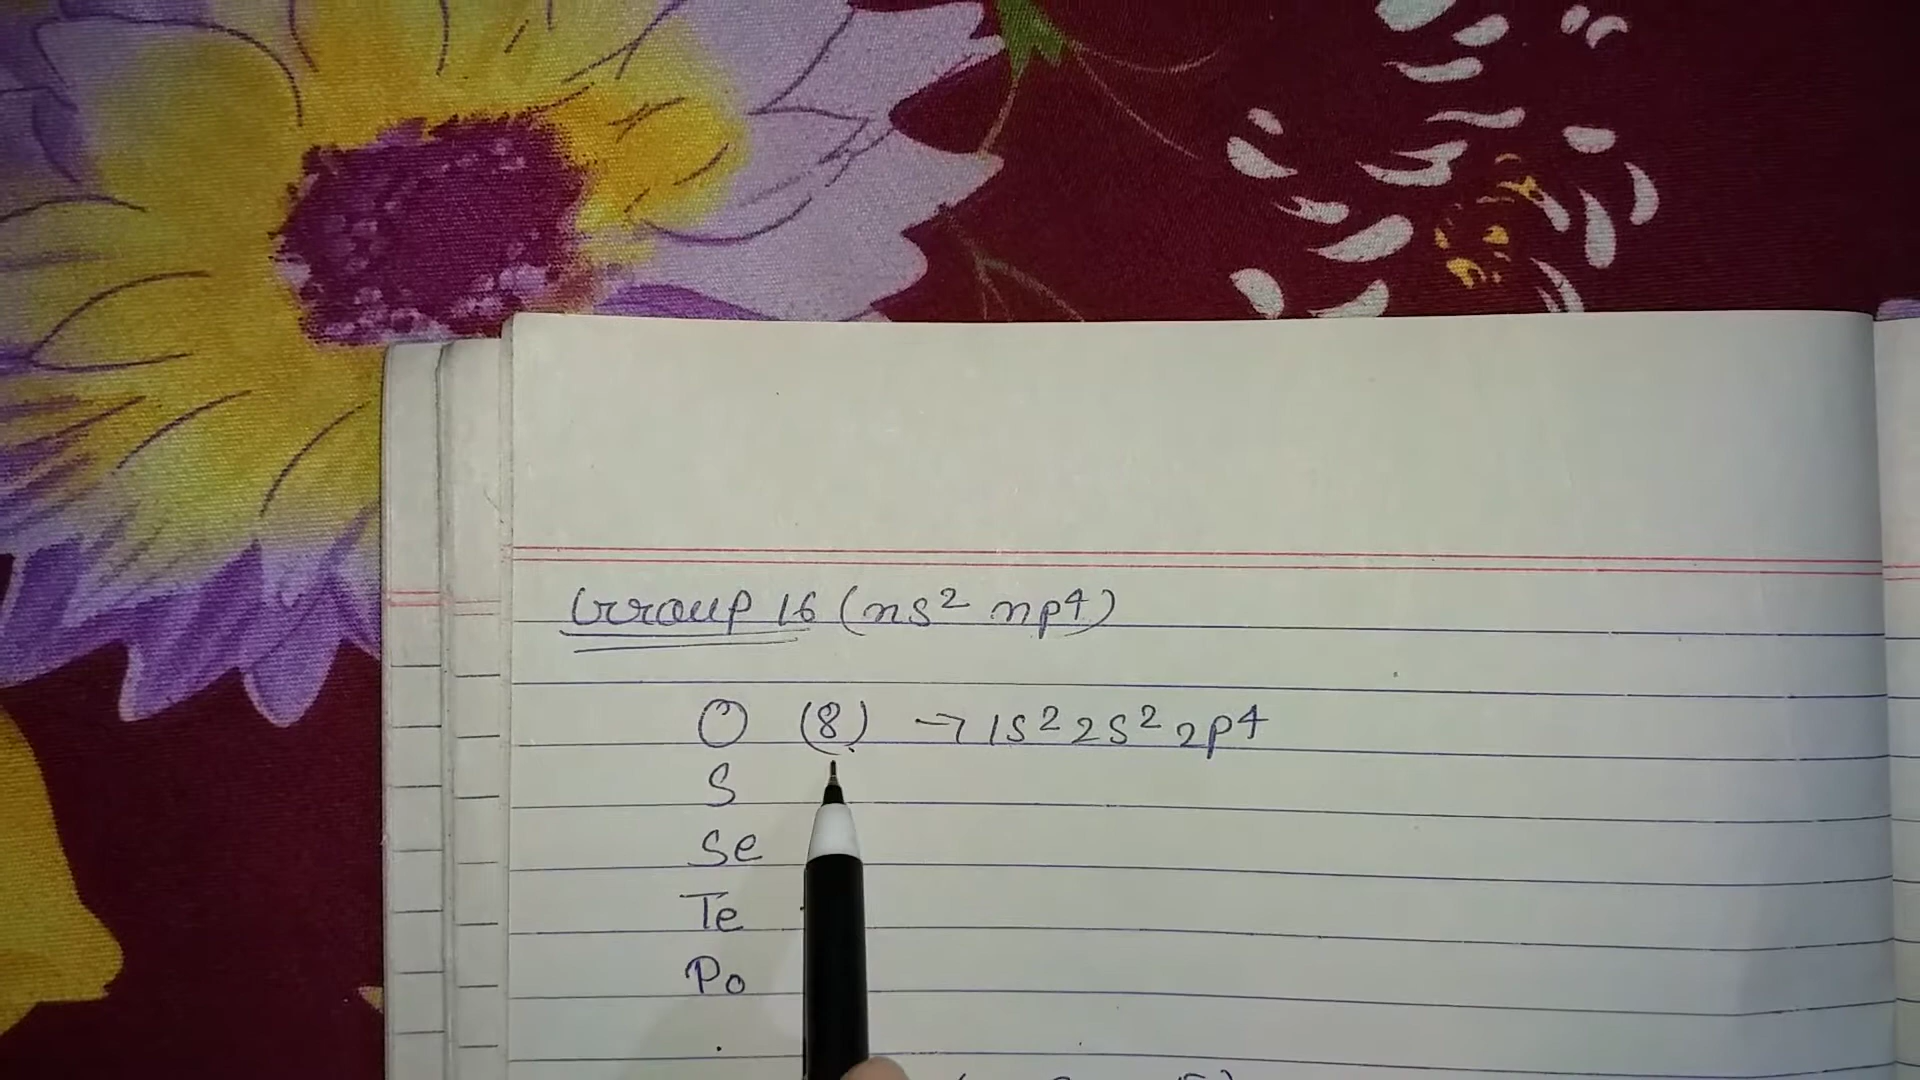 Group 16 (ns² np⁴)
O (8) → 1s² 2s² 2p⁴
S
Se
Te
Po